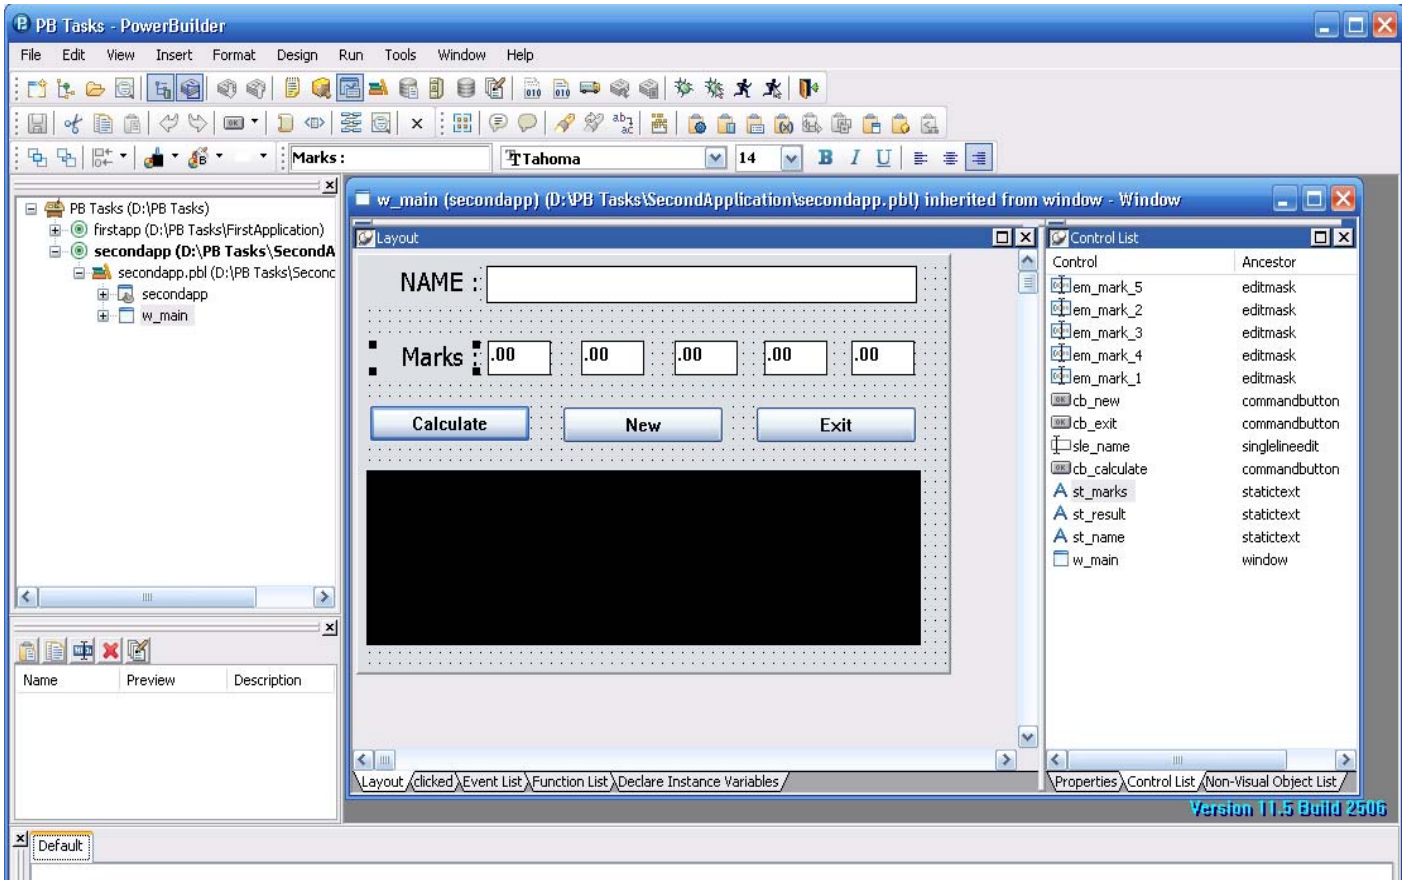 PB Tasks - PowerBuilder
File Edit View Insert Format Design Run Tools Window Help
Marks : Tahoma 14 B I U
PB Tasks (D:\PB Tasks)
firstapp (D:\PB Tasks\FirstApplication)
secondapp (D:\PB Tasks\SecondA
secondapp.pbl (D:\PB Tasks\Second
secondapp
w_main
Name Preview Description
w_main (secondapp) (D:\PB Tasks\SecondApplication\secondapp.pbl) inherited from window - Window
Layout
NAME :
Marks : .00 .00 .00 .00 .00
Calculate New Exit
Layout clicked Event List Function List Declare Instance Variables
Control List
Control Ancestor
em_mark_5 editmask
em_mark_2 editmask
em_mark_3 editmask
em_mark_4 editmask
em_mark_1 editmask
cb_new commandbutton
cb_exit commandbutton
sle_name singlelineedit
cb_calculate commandbutton
st_marks statictext
st_result statictext
st_name statictext
w_main window
Properties Control List Non-Visual Object List
Version 11.5 Build 2506
Default